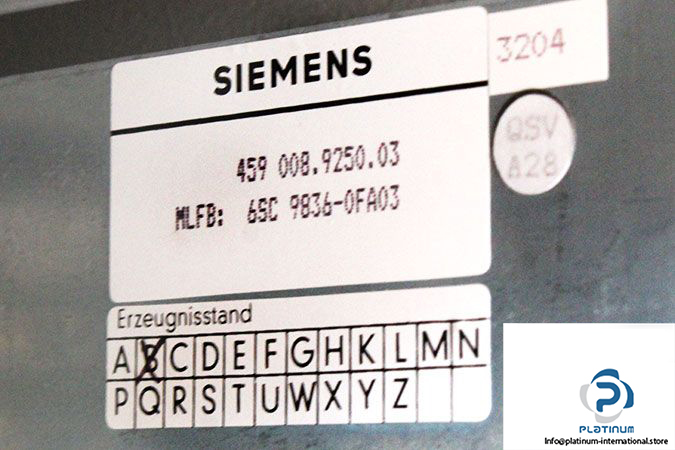 SIEMENS
3204
459 008.9250.03
MLFB: 6SC 9836-0FA03
QSV
A28
Erzeugnisstand
A B C D E F G H K L M N
P Q R S T U W X Y Z
PLATINUM
Info@platinum-international.store